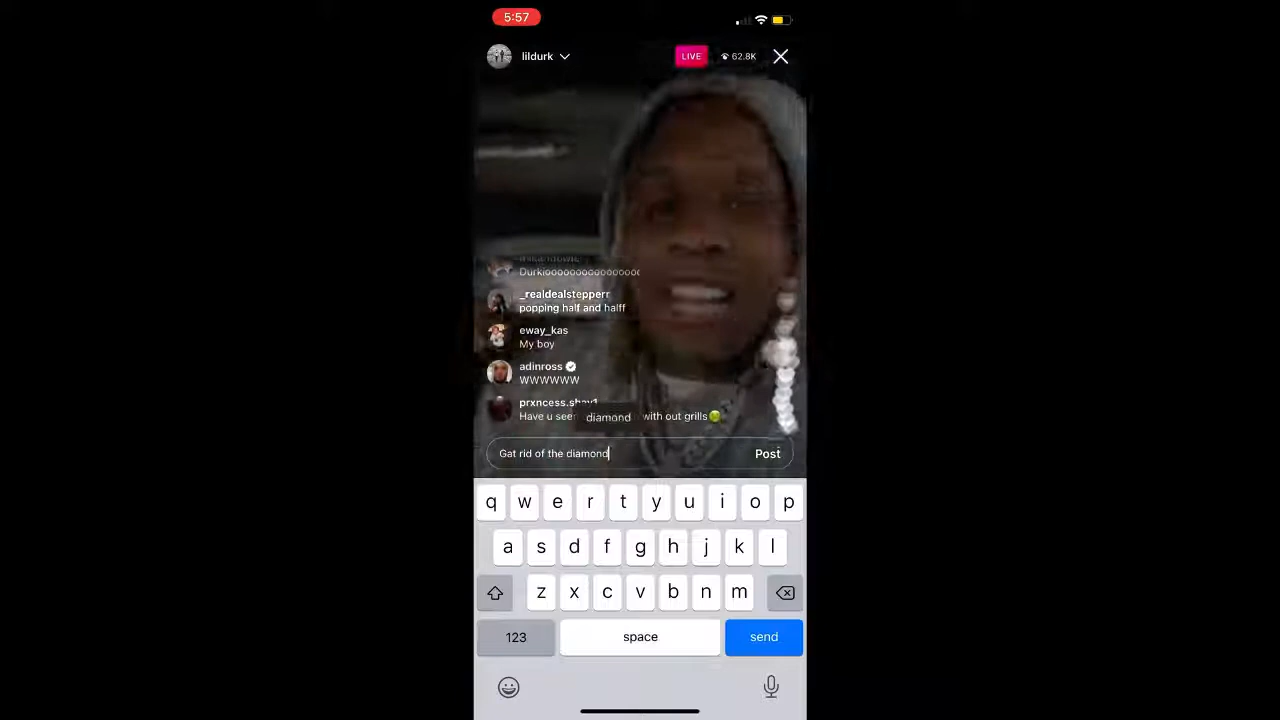 5:57
lildurk
LIVE
62.8K
Durkioooooooooooooooo
_realdealstepperr
popping half and halff
eway_kas
My boy
adinross
WWWWWW
prxncess.shay1
Have u seen
diamond
with out grills🤢
Gat rid of the diamond
Post
q w e r t y u i o p
a s d f g h j k l
z x c v b n m
123
space
send